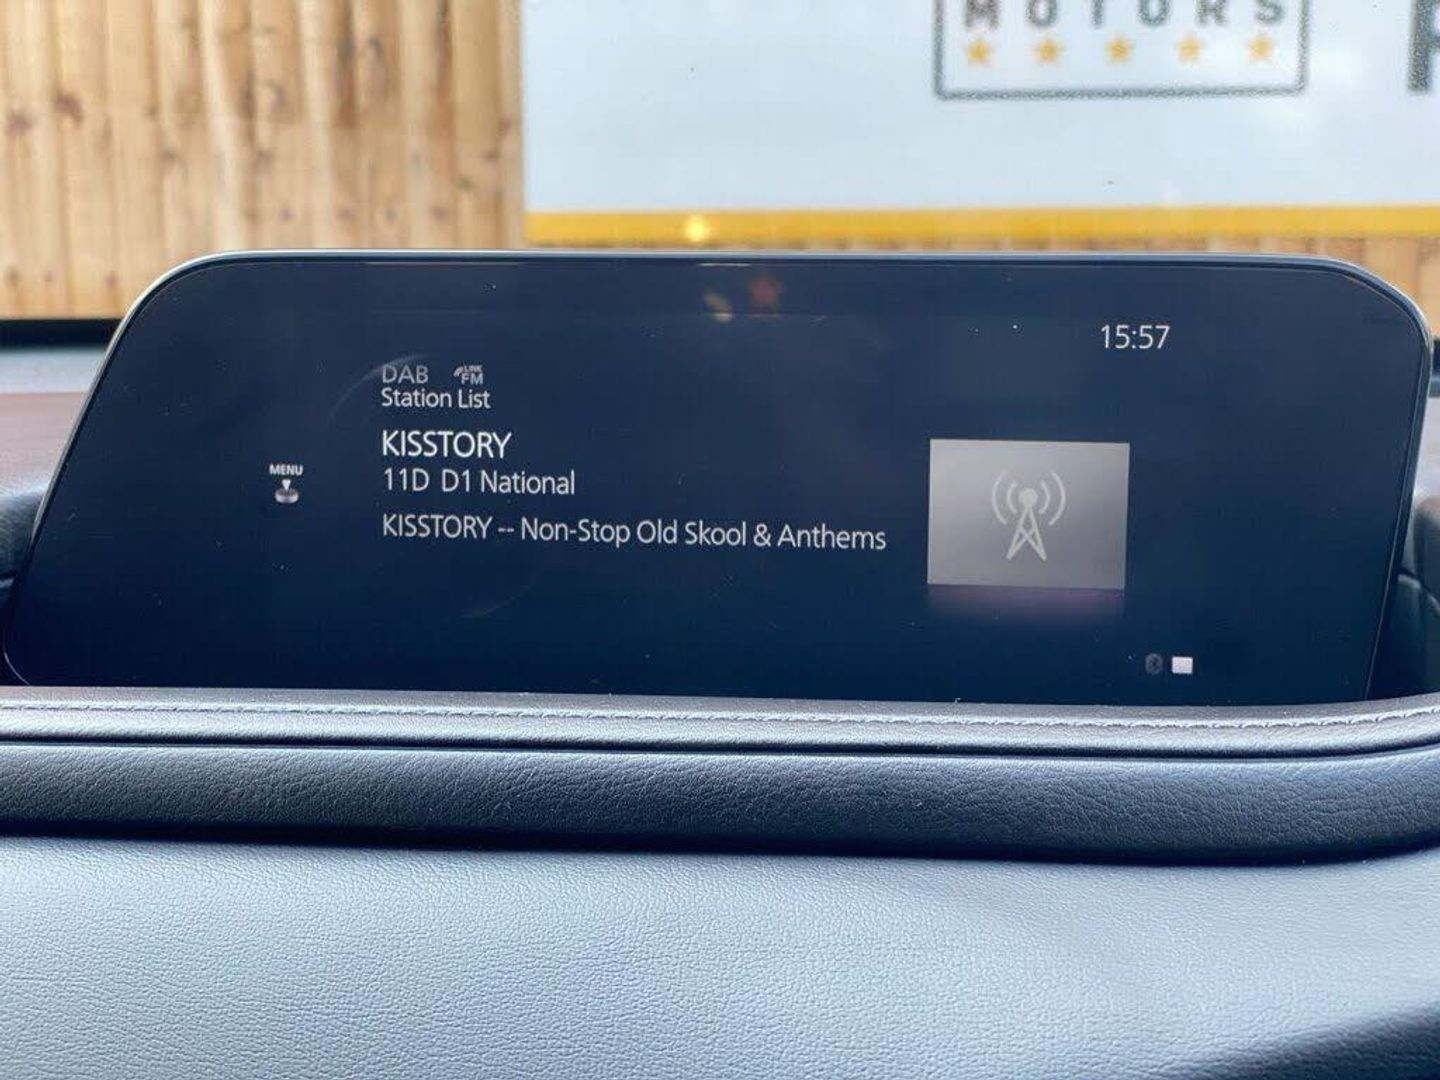 MOTORS
15:57
DAB LINK FM
Station List
KISSTORY
MENU
11D D1 National
KISSTORY -- Non-Stop Old Skool & Anthems